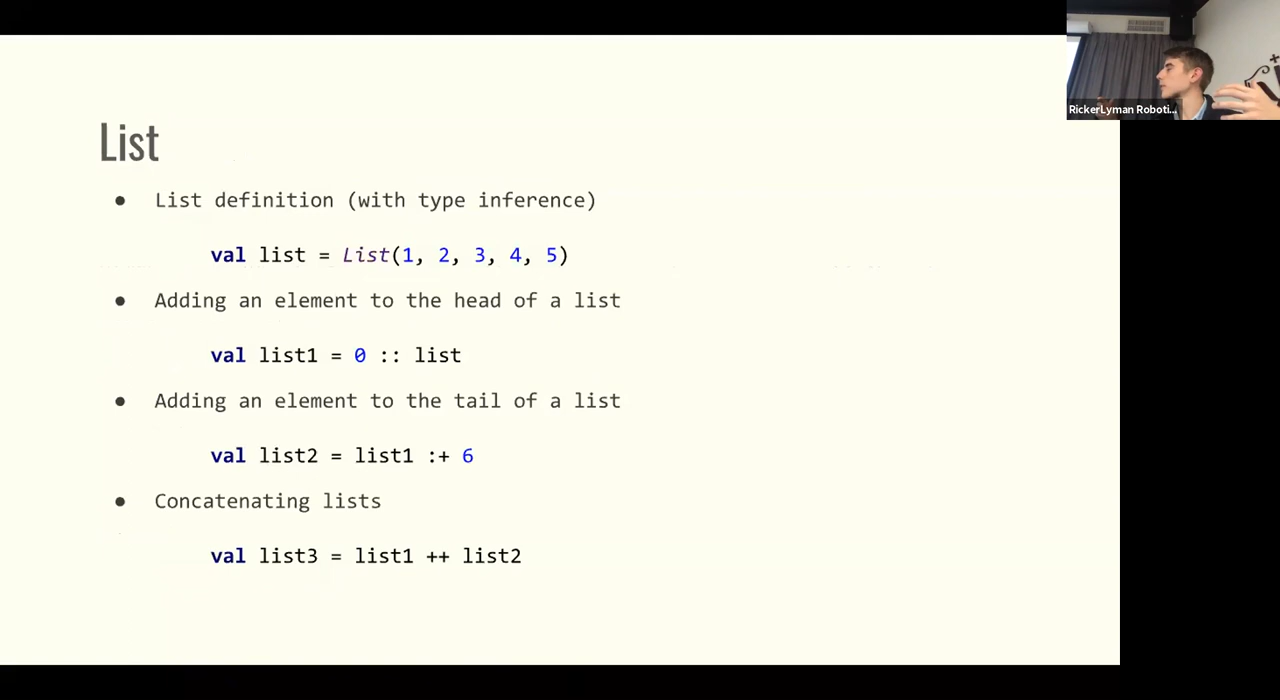 RickerLyman Roboti...
List
● List definition (with type inference)
val list = List(1, 2, 3, 4, 5)
● Adding an element to the head of a list
val list1 = 0 :: list
● Adding an element to the tail of a list
val list2 = list1 :+ 6
● Concatenating lists
val list3 = list1 ++ list2